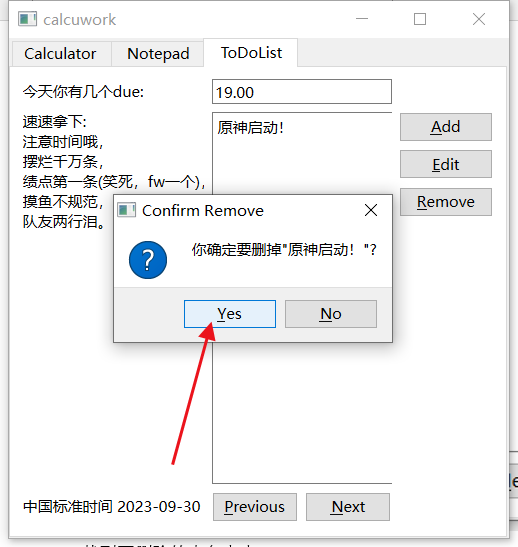 calcuwork
Calculator
Notepad
ToDoList
今天你有几个due:
19.00
速速拿下:
注意时间哦，
摆烂千万条，
绩点第一条(笑死，fw一个)，
摸鱼不规范，
队友两行泪。
原神启动！
Add
Edit
Remove
Confirm Remove
你确定要删掉"原神启动！"?
Yes
No
中国标准时间 2023-09-30
Previous
Next